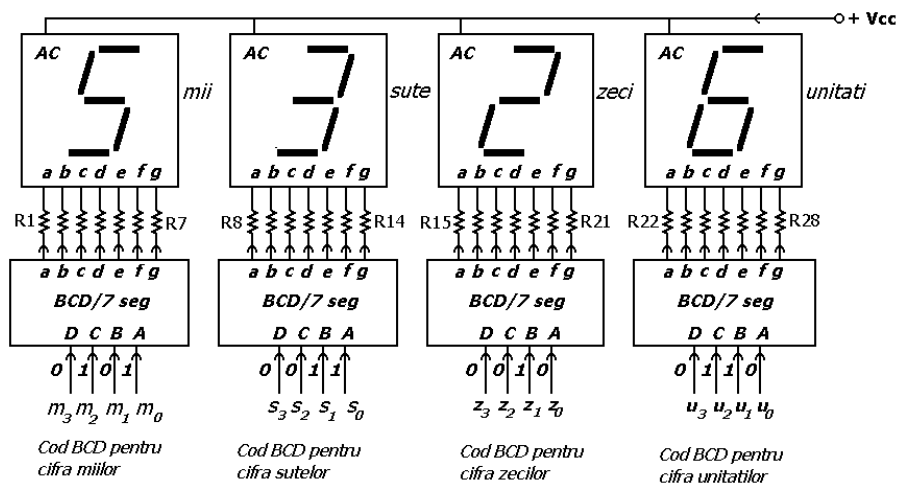 + Vcc
AC AC AC AC
mii sute zeci unitati
a b c d e f g a b c d e f g a b c d e f g a b c d e f g
R1 R7 R8 R14 R15 R21 R22 R28
a b c d e f g a b c d e f g a b c d e f g a b c d e f g
BCD/7 seg BCD/7 seg BCD/7 seg BCD/7 seg
D C B A D C B A D C B A D C B A
0 1 0 1 0 0 1 1 0 0 1 0 0 1 1 0
m3 m2 m1 m0 s3 s2 s1 s0 z3 z2 z1 z0 u3 u2 u1 u0
Cod BCD pentru Cod BCD pentru Cod BCD pentru Cod BCD pentru
cifra miilor cifra sutelor cifra zecilor cifra unitatilor